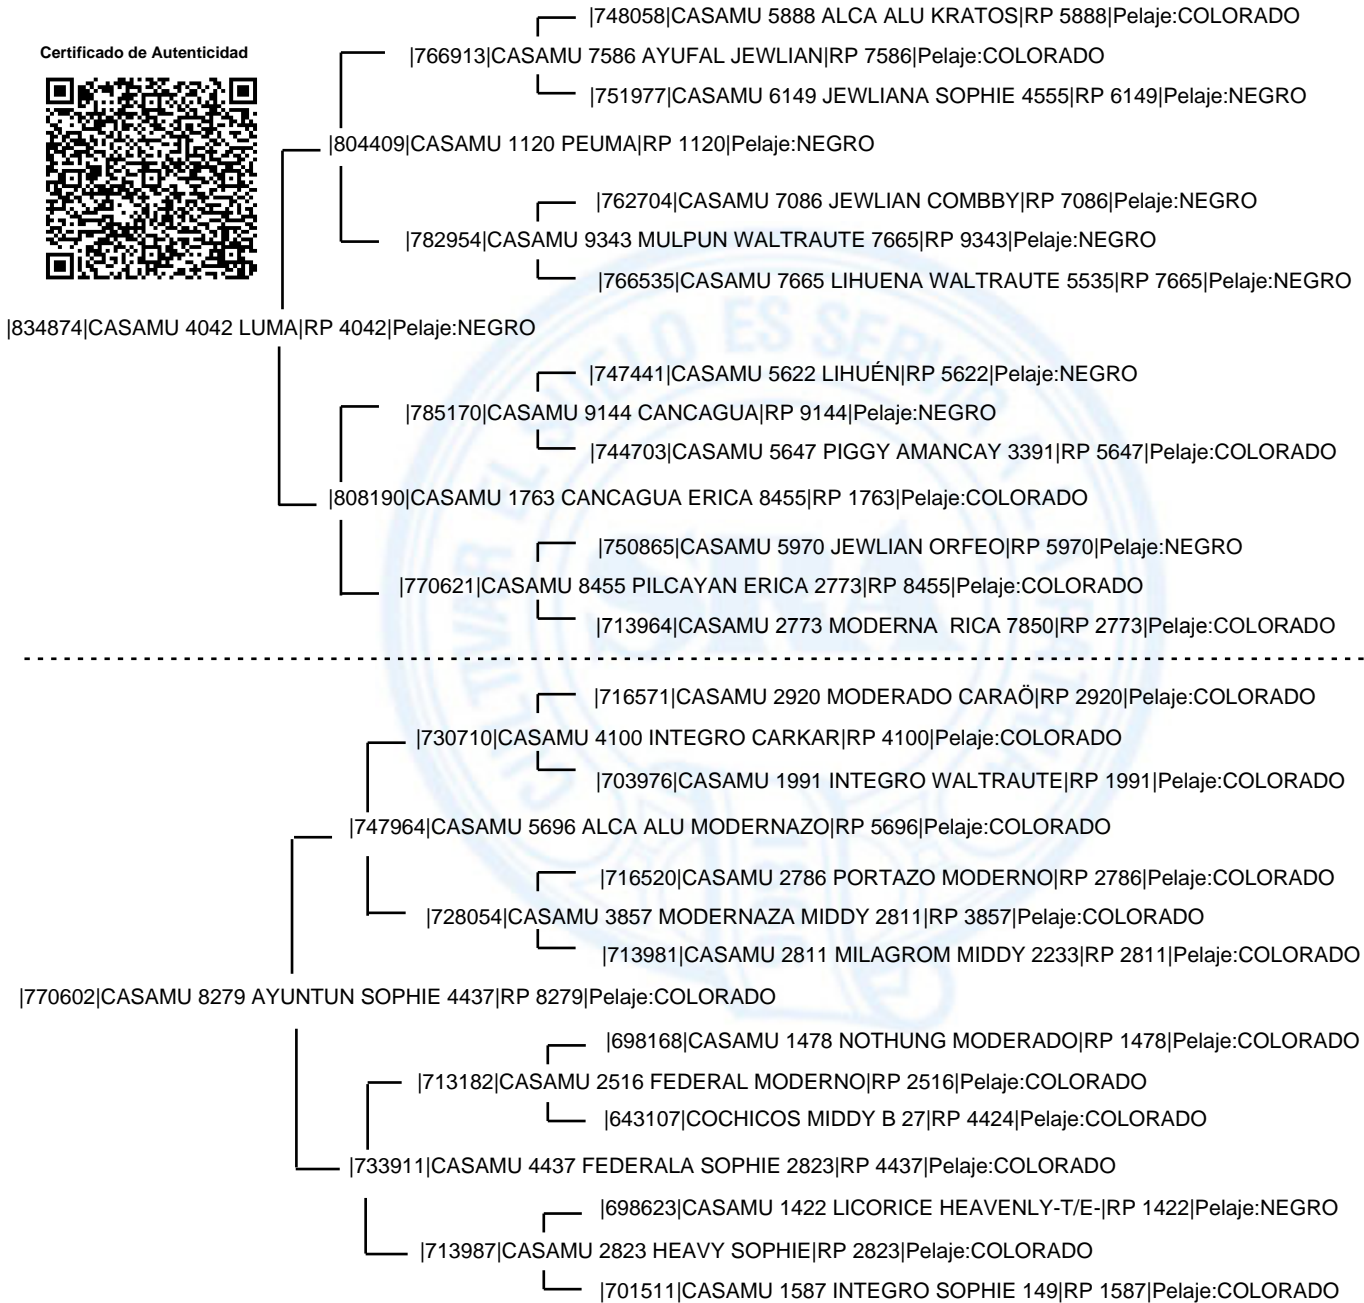 |748058|CASAMU 5888 ALCA ALU KRATOS|RP 5888|Pelaje:COLORADO
Certificado de Autenticidad
|766913|CASAMU 7586 AYUFAL JEWLIAN|RP 7586|Pelaje:COLORADO
|751977|CASAMU 6149 JEWLIANA SOPHIE 4555|RP 6149|Pelaje:NEGRO
|804409|CASAMU 1120 PEUMA|RP 1120|Pelaje:NEGRO
|762704|CASAMU 7086 JEWLIAN COMBBY|RP 7086|Pelaje:NEGRO
|782954|CASAMU 9343 MULPUN WALTRAUTE 7665|RP 9343|Pelaje:NEGRO
|766535|CASAMU 7665 LIHUENA WALTRAUTE 5535|RP 7665|Pelaje:NEGRO
|834874|CASAMU 4042 LUMA|RP 4042|Pelaje:NEGRO
|747441|CASAMU 5622 LIHUÉN|RP 5622|Pelaje:NEGRO
|785170|CASAMU 9144 CANCAGUA|RP 9144|Pelaje:NEGRO
|744703|CASAMU 5647 PIGGY AMANCAY 3391|RP 5647|Pelaje:COLORADO
|808190|CASAMU 1763 CANCAGUA ERICA 8455|RP 1763|Pelaje:COLORADO
|750865|CASAMU 5970 JEWLIAN ORFEO|RP 5970|Pelaje:NEGRO
|770621|CASAMU 8455 PILCAYAN ERICA 2773|RP 8455|Pelaje:COLORADO
|713964|CASAMU 2773 MODERNA  RICA 7850|RP 2773|Pelaje:COLORADO
|716571|CASAMU 2920 MODERADO CARAÖ|RP 2920|Pelaje:COLORADO
|730710|CASAMU 4100 INTEGRO CARKAR|RP 4100|Pelaje:COLORADO
|703976|CASAMU 1991 INTEGRO WALTRAUTE|RP 1991|Pelaje:COLORADO
|747964|CASAMU 5696 ALCA ALU MODERNAZO|RP 5696|Pelaje:COLORADO
|716520|CASAMU 2786 PORTAZO MODERNO|RP 2786|Pelaje:COLORADO
|728054|CASAMU 3857 MODERNAZA MIDDY 2811|RP 3857|Pelaje:COLORADO
|713981|CASAMU 2811 MILAGROM MIDDY 2233|RP 2811|Pelaje:COLORADO
|770602|CASAMU 8279 AYUNTUN SOPHIE 4437|RP 8279|Pelaje:COLORADO
|698168|CASAMU 1478 NOTHUNG MODERADO|RP 1478|Pelaje:COLORADO
|713182|CASAMU 2516 FEDERAL MODERNO|RP 2516|Pelaje:COLORADO
|643107|COCHICOS MIDDY B 27|RP 4424|Pelaje:COLORADO
|733911|CASAMU 4437 FEDERALA SOPHIE 2823|RP 4437|Pelaje:COLORADO
|698623|CASAMU 1422 LICORICE HEAVENLY-T/E-|RP 1422|Pelaje:NEGRO
|713987|CASAMU 2823 HEAVY SOPHIE|RP 2823|Pelaje:COLORADO
|701511|CASAMU 1587 INTEGRO SOPHIE 149|RP 1587|Pelaje:COLORADO
CULTIVAR EL SUELO ES SERVIR A LA PATRIA
SRA
1866